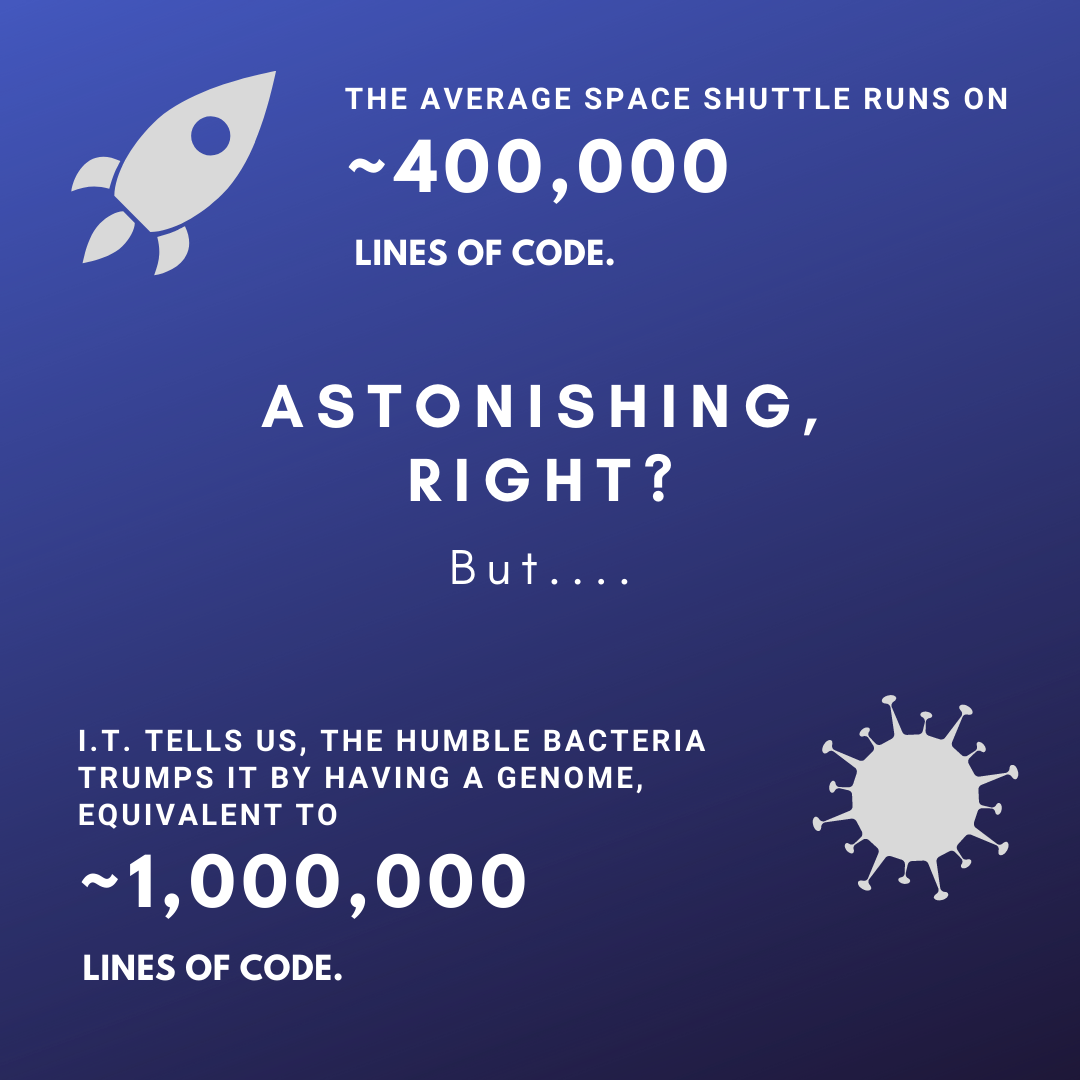 THE AVERAGE SPACE SHUTTLE RUNS ON
~400,000
LINES OF CODE.
ASTONISHING,
RIGHT?
But....
I.T. TELLS US, THE HUMBLE BACTERIA
TRUMPS IT BY HAVING A GENOME,
EQUIVALENT TO
~1,000,000
LINES OF CODE.